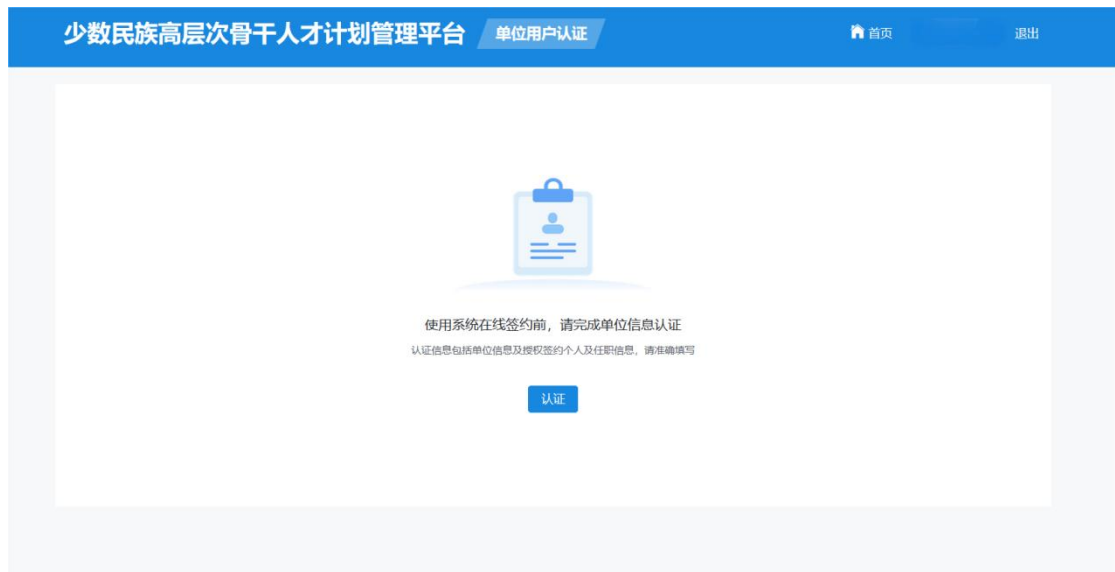 少数民族高层次骨干人才计划管理平台 单位用户认证 首页 退出
使用系统在线签约前，请完成单位信息认证
认证信息包括单位信息及授权签约个人及任职信息，请准确填写
认证